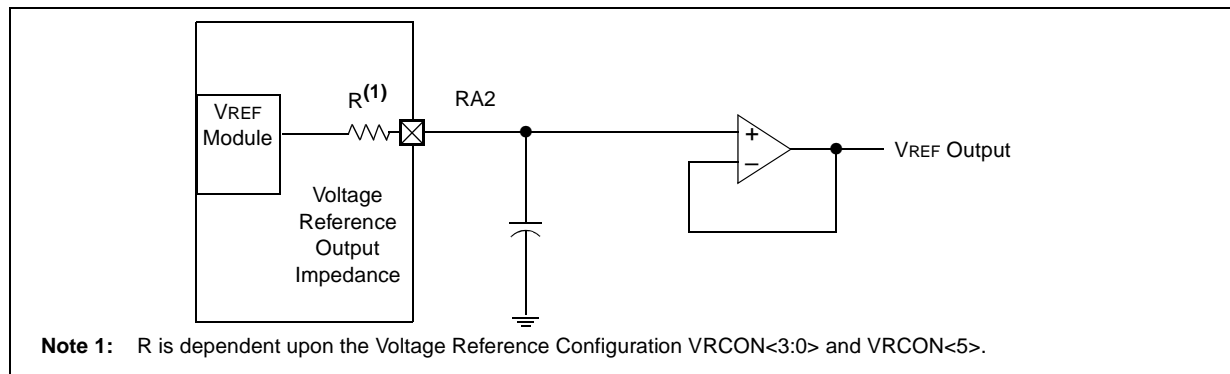 R(1)
RA2
VREF
Module
+
–
VREF Output
Voltage
Reference
Output
Impedance
Note 1: R is dependent upon the Voltage Reference Configuration VRCON<3:0> and VRCON<5>.